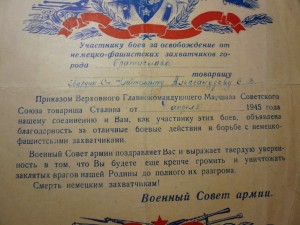 Участнику боев за освобождение от
немецко-фашистских захватчиков го-
рода Братислава
товарищу
Гвардии
Приказом Верховного Главнокомандующего Маршала Советского
Союза товарища Сталина от апреля 1945 года
нашему соединению и Вам, как участнику этих боев, объявлена
благодарность за отличные боевые действия в борьбе с немецко-
фашистскими захватчиками.
Военный Совет армии поздравляет Вас и выражает твердую уверен-
ность в том, что Вы будете еще крепче громить и уничтожать
заклятых врагов нашей Родины до полного их разгрома.
Смерть немецким захватчикам!
Военный Совет армии.